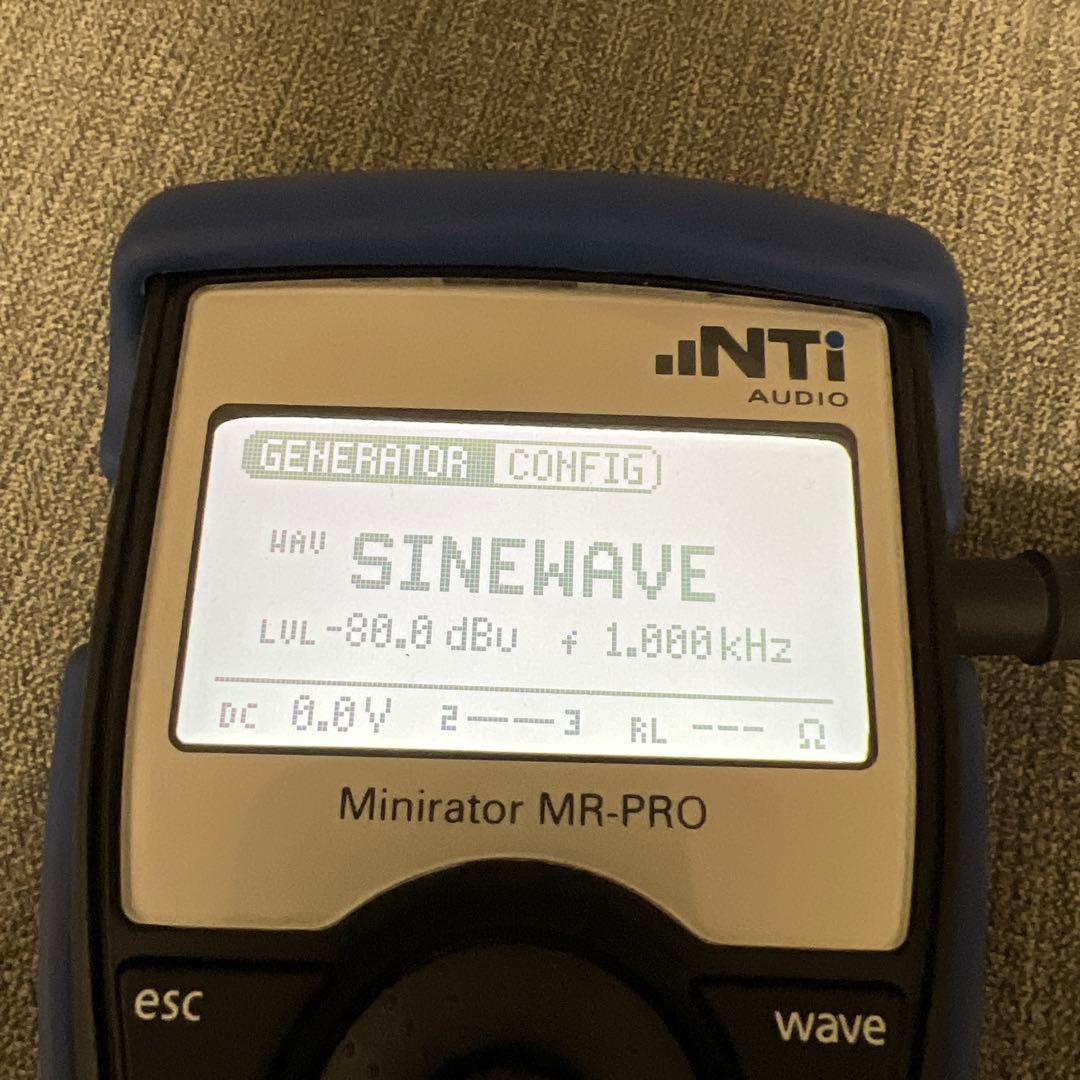 NTi
AUDIO
GENERATOR CONFIG
WAV SINEWAVE
LVL -80.0 dBu f 1.000 kHz
DC 0.0V 2—--—3 RL --- Ω
Minirator MR-PRO
esc
wave